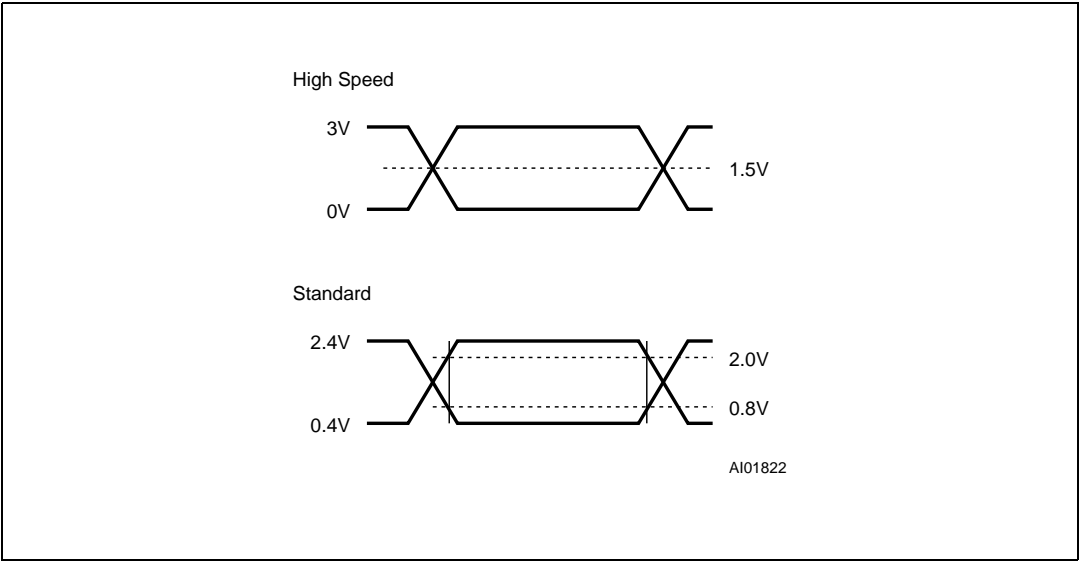 High Speed
3V
1.5V
0V
Standard
2.4V
2.0V
0.8V
0.4V
AI01822